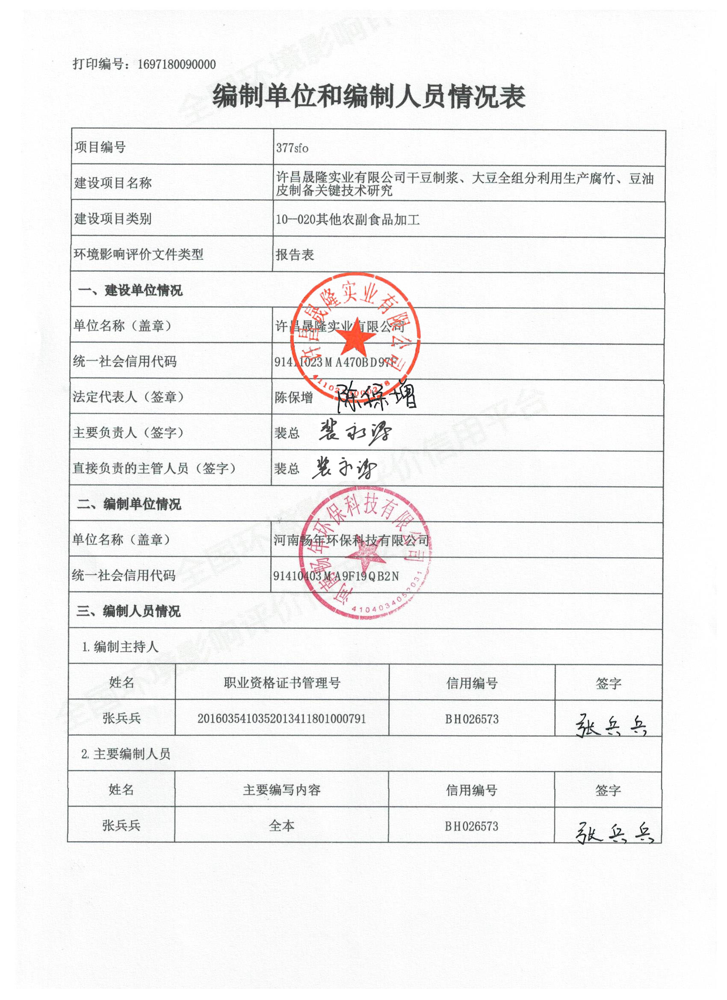 打印编号：1697180090000
编制单位和编制人员情况表
项目编号 377sfo
建设项目名称 许昌晟隆实业有限公司干豆制浆、大豆全组分利用生产腐竹、豆油
皮制备关键技术研究
建设项目类别 10--020其他农副食品加工
环境影响评价文件类型 报告表
一、建设单位情况
单位名称（盖章） 许昌晟隆实业有限公司
统一社会信用代码 91411023MA470BD97F
法定代表人（签章） 陈保增 陈保增
主要负责人（签字） 裴总 裴永涛
直接负责的主管人员（签字） 裴总 裴永涛
许昌晟隆实业有限公司
二、编制单位情况
单位名称（盖章） 河南畅年环保科技有限公司
统一社会信用代码 91410403MA9F19QB2N
河南畅年环保科技有限公司
4104034052031
三、编制人员情况
1.编制主持人
姓名 职业资格证书管理号 信用编号 签字
张兵兵 2016035410352013411801000791 BH026573 张兵兵
2.主要编制人员
姓名 主要编写内容 信用编号 签字
张兵兵 全本 BH026573 张兵兵
全国环境影响评价信用平台